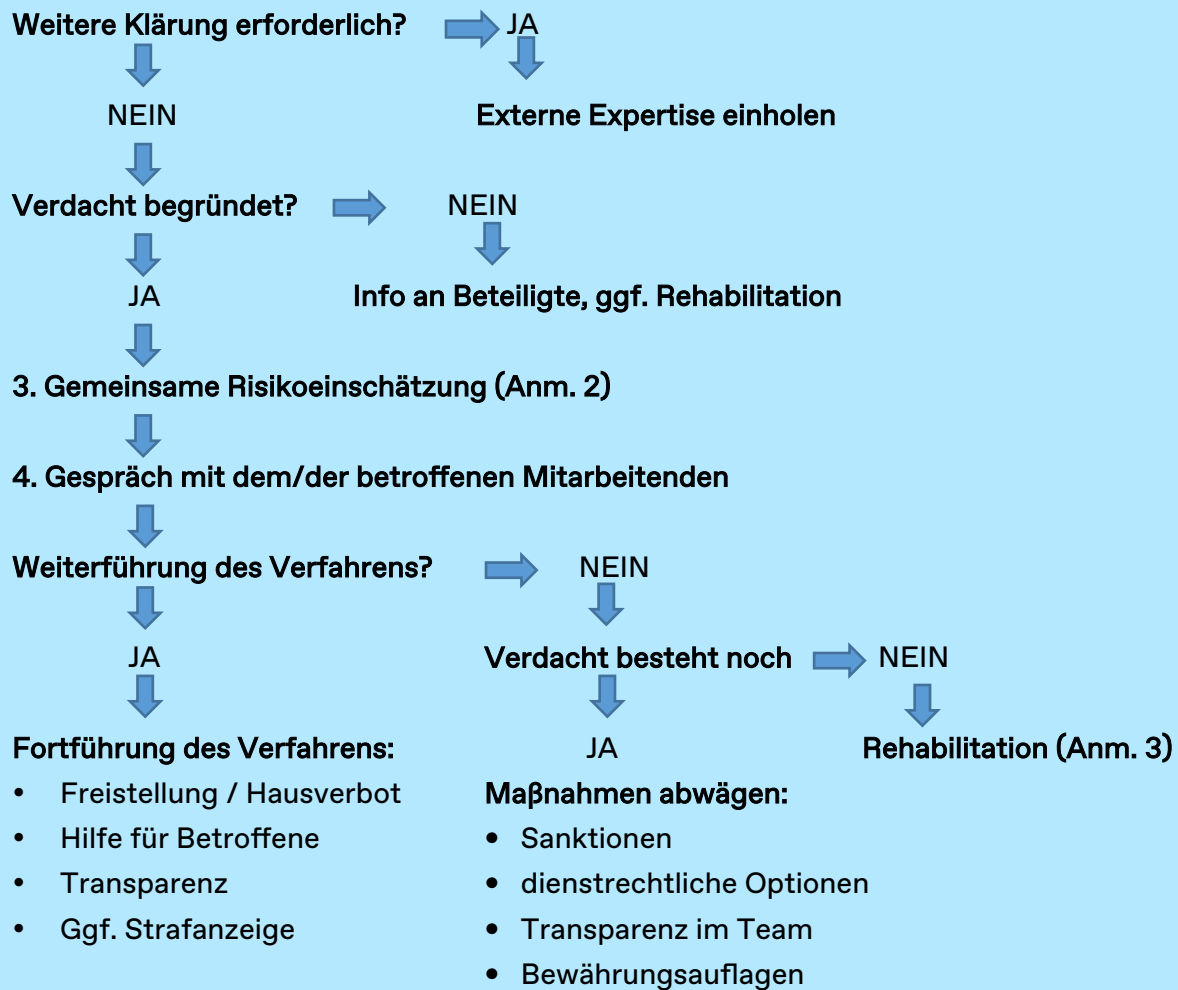 Weitere Klärung erforderlich? JA
NEIN Externe Expertise einholen
Verdacht begründet? NEIN
JA Info an Beteiligte, ggf. Rehabilitation
3. Gemeinsame Risikoeinschätzung (Anm. 2)
4. Gespräch mit dem/der betroffenen Mitarbeitenden
Weiterführung des Verfahrens? NEIN
JA Verdacht besteht noch NEIN
Fortführung des Verfahrens: JA Rehabilitation (Anm. 3)
• Freistellung / Hausverbot Maßnahmen abwägen:
• Hilfe für Betroffene • Sanktionen
• Transparenz • dienstrechtliche Optionen
• Ggf. Strafanzeige • Transparenz im Team
• Bewährungsauflagen